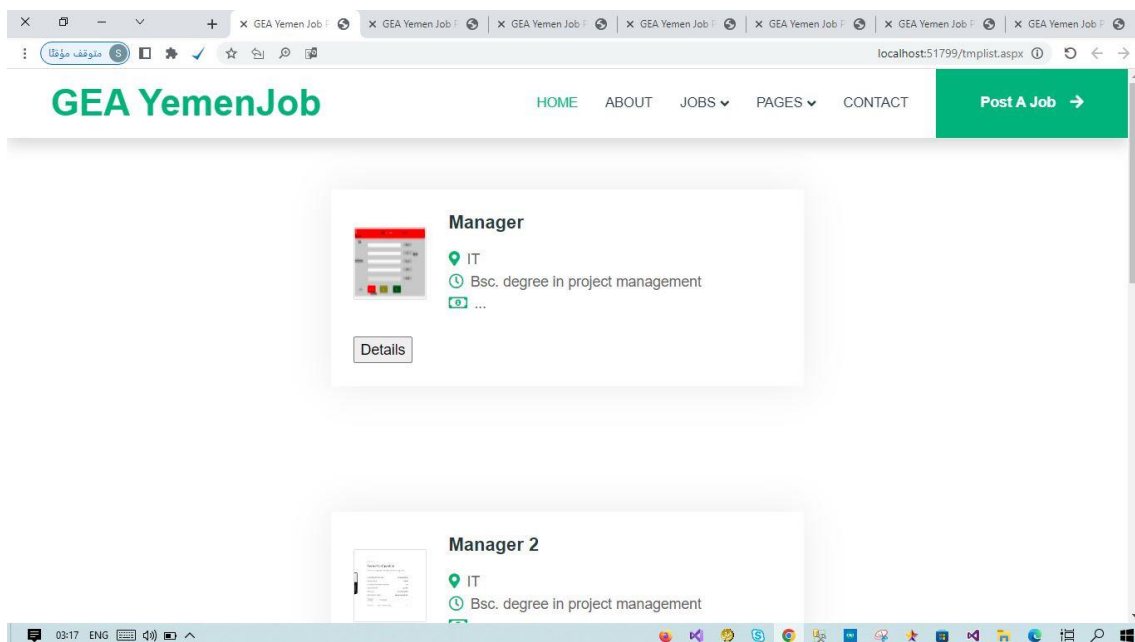 GEA Yemen Job P
GEA Yemen Job P
GEA Yemen Job P
GEA Yemen Job P
GEA Yemen Job P
GEA Yemen Job P
GEA Yemen Job P
متوقف مؤقتًا S
localhost:51799/tmplist.aspx
GEA YemenJob
HOME ABOUT JOBS PAGES CONTACT Post A Job
Manager
IT
Bsc. degree in project management
...
Details
Manager 2
IT
Bsc. degree in project management
03:17 ENG